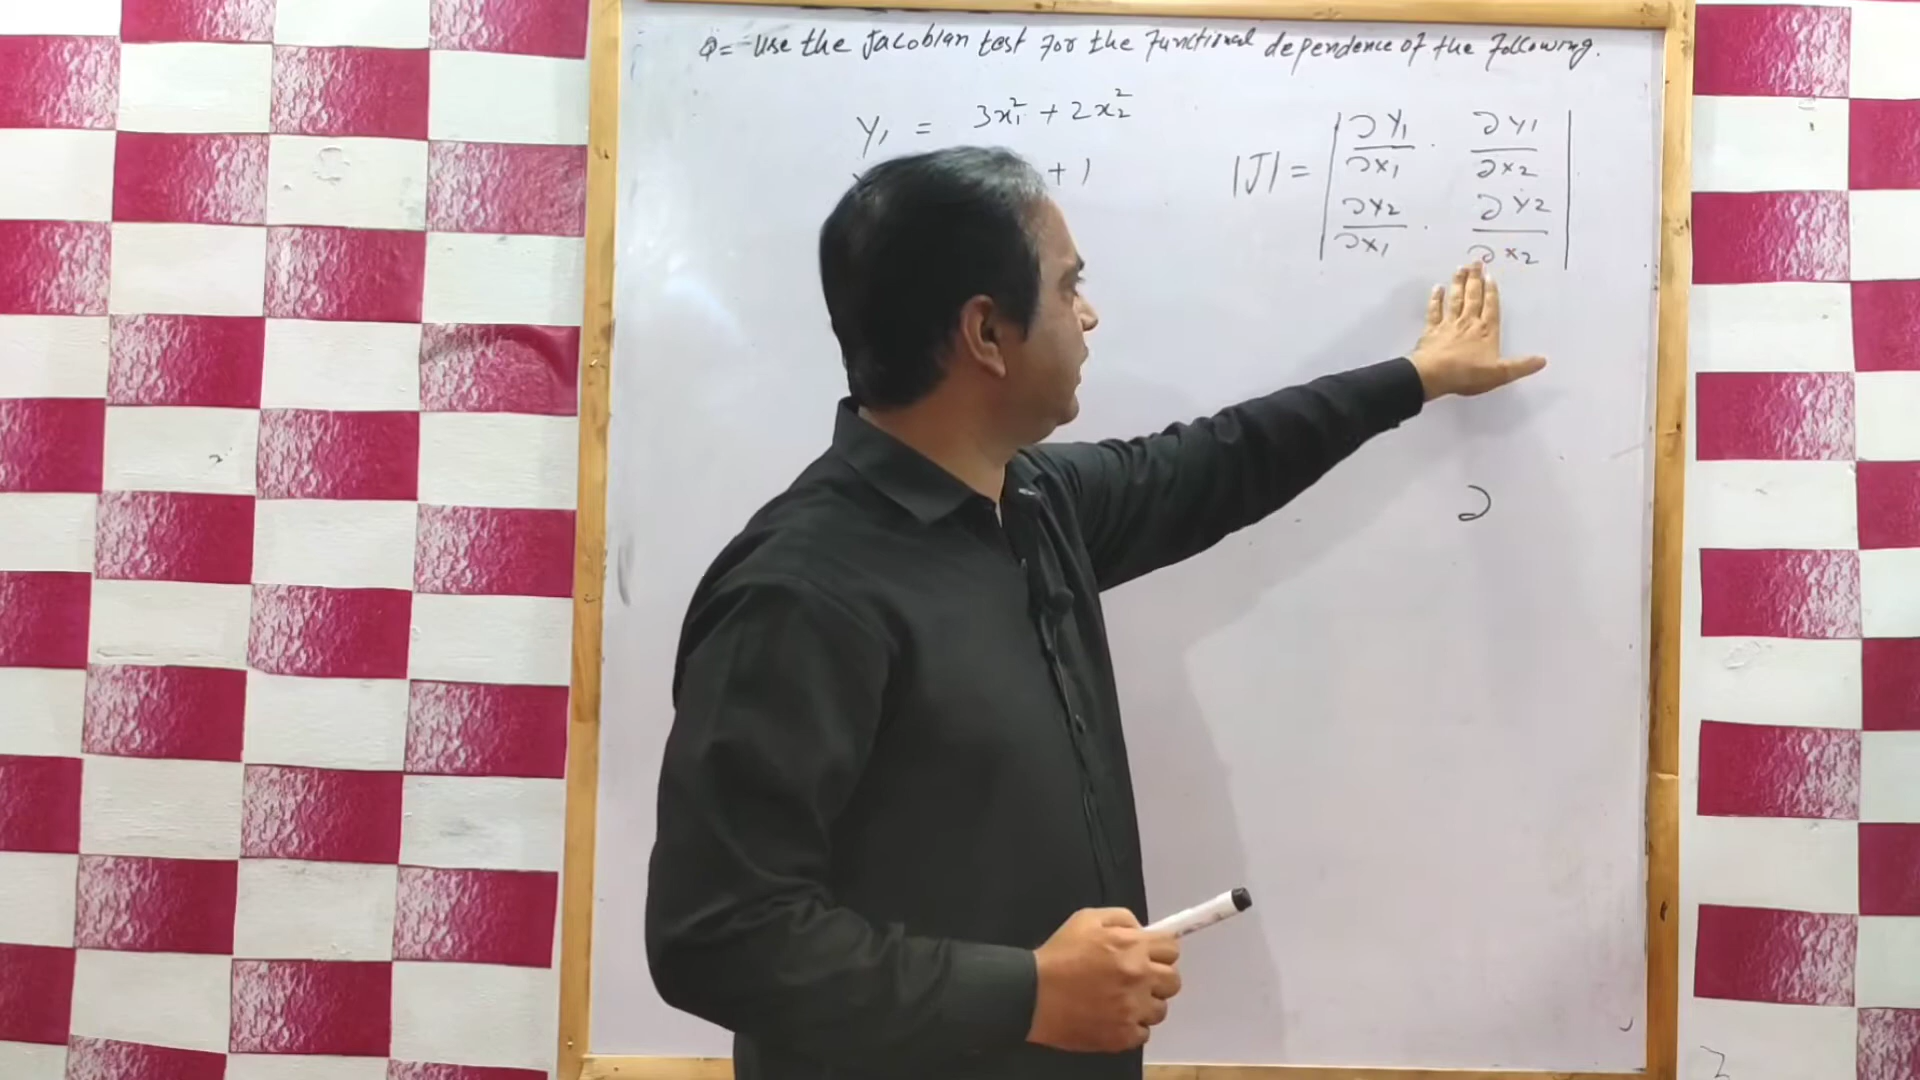 Q= Use the Jacobian test for the functional dependence of the following.
y₁ = 3x₁² + 2x₂²
+ 1
|J| = | ∂y₁/∂x₁ . ∂y₁/∂x₂ |
| ∂y₂/∂x₁ . ∂y₂/∂x₂ |
∂